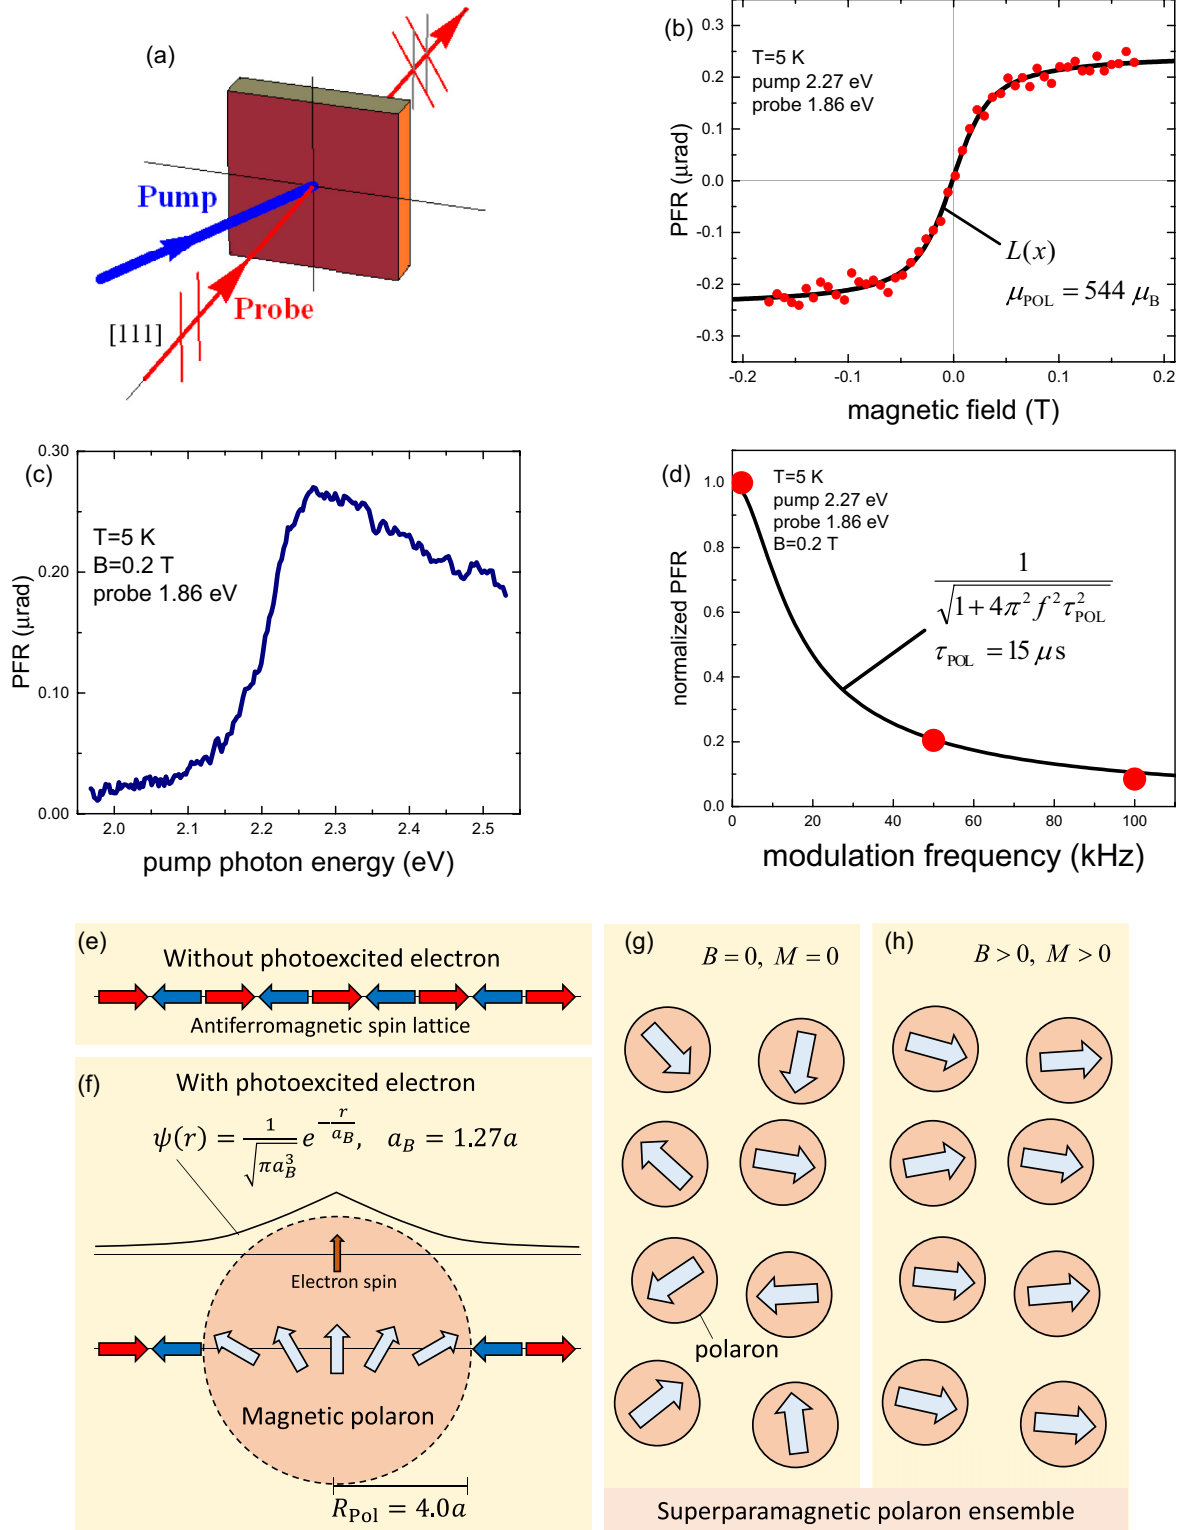 (a)
Pump
Probe
[111]
(b)
T=5 K
pump 2.27 eV
probe 1.86 eV
PFR (μrad)
0.3
0.2
0.1
0.0
-0.1
-0.2
-0.3
L(x)
μ_POL = 544 μ_B
-0.2 -0.1 0.0 0.1 0.2
magnetic field (T)
(c)
T=5 K
B=0.2 T
probe 1.86 eV
PFR (μrad)
0.30
0.20
0.10
0.00
2.0 2.1 2.2 2.3 2.4 2.5
pump photon energy (eV)
(d)
T=5 K
pump 2.27 eV
probe 1.86 eV
B=0.2 T
normalized PFR
1.0
0.8
0.6
0.4
0.2
0.0
1/√(1+4π² f² τ²_POL)
τ_POL = 15 μs
0 20 40 60 80 100
modulation frequency (kHz)
(e)
Without photoexcited electron
Antiferromagnetic spin lattice
(f)
With photoexcited electron
ψ(r) = 1/√(πa_B³) e^(-r/a_B), a_B = 1.27a
Electron spin
Magnetic polaron
R_Pol = 4.0a
(g)
B = 0, M = 0
polaron
(h)
B > 0, M > 0
Superparamagnetic polaron ensemble